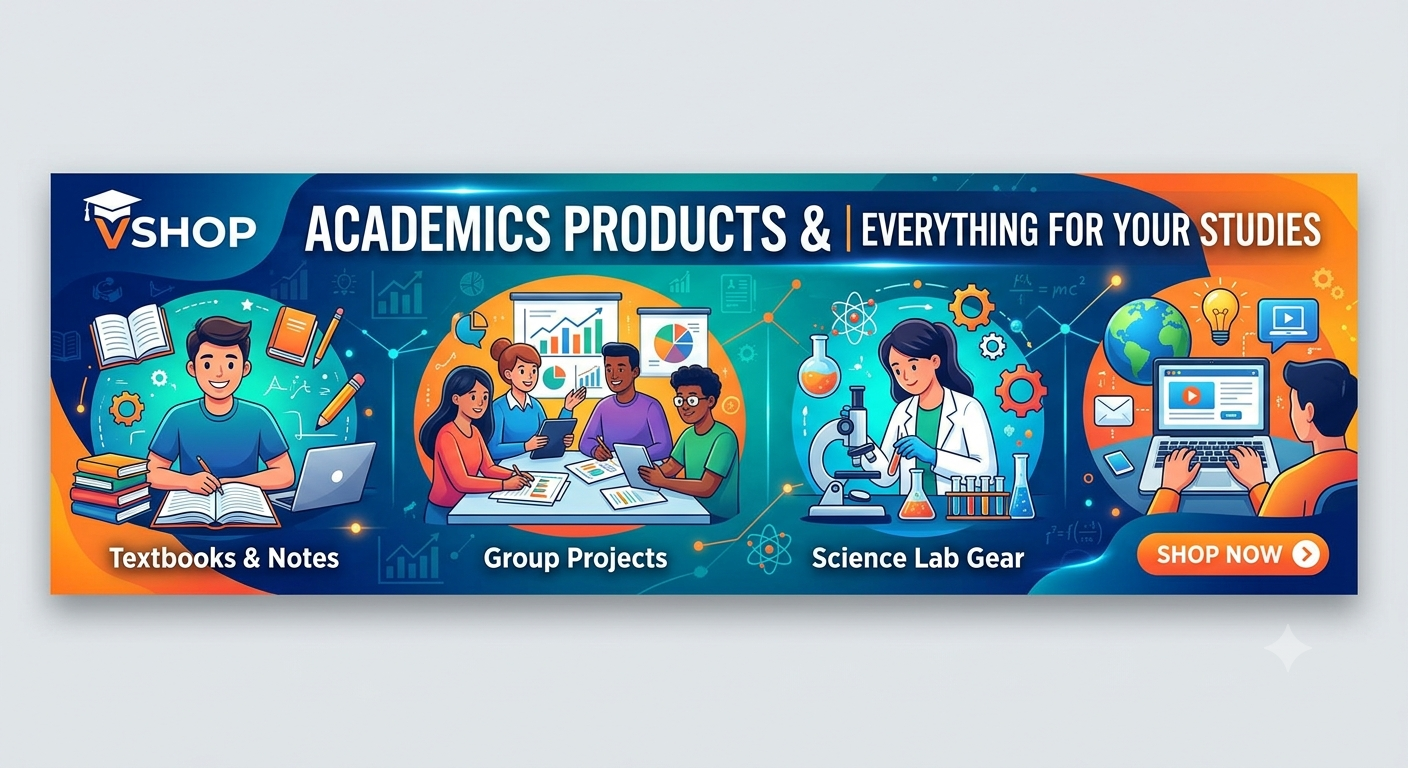 VSHOP
ACADEMICS PRODUCTS & | EVERYTHING FOR YOUR STUDIES
Textbooks & Notes
Group Projects
Science Lab Gear
SHOP NOW